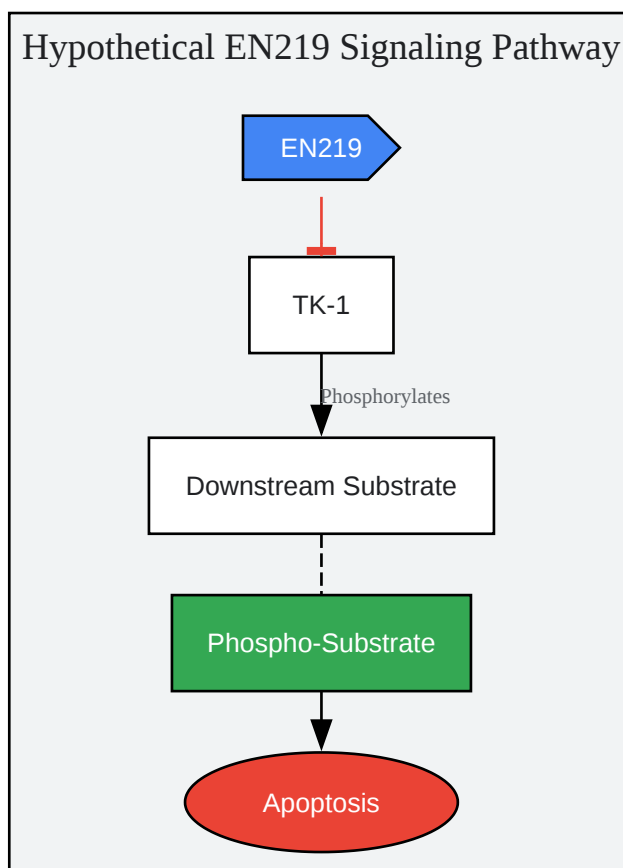 Hypothetical EN219 Signaling Pathway
EN219
TK-1
Phosphorylates
Downstream Substrate
Phospho-Substrate
Apoptosis